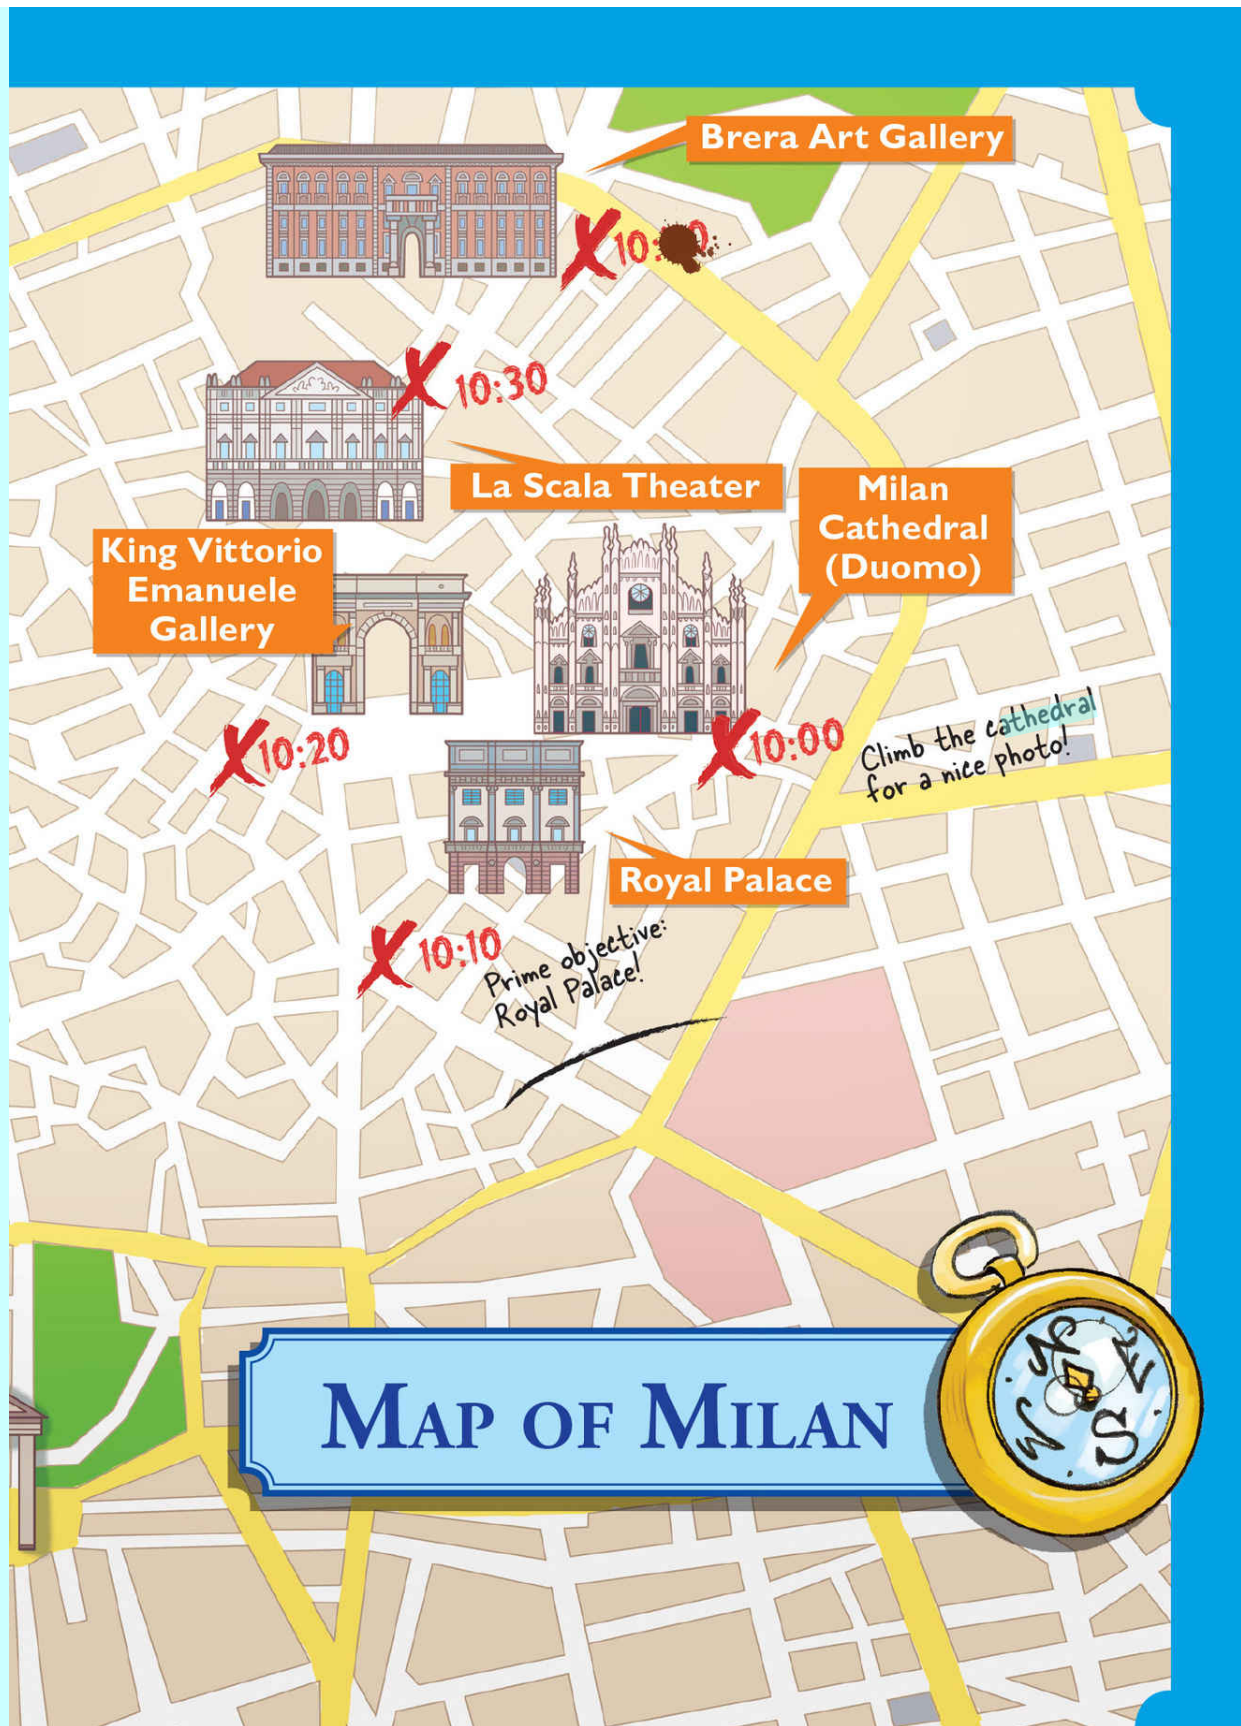 Brera Art Gallery
10:30
La Scala Theater
Milan
Cathedral
(Duomo)
King Vittorio
Emanuele
Gallery
10:20
10:00
Climb the cathedral
for a nice photo!
Royal Palace
10:10
Prime objective:
Royal Palace!
MAP OF MILAN
N
E
S
W